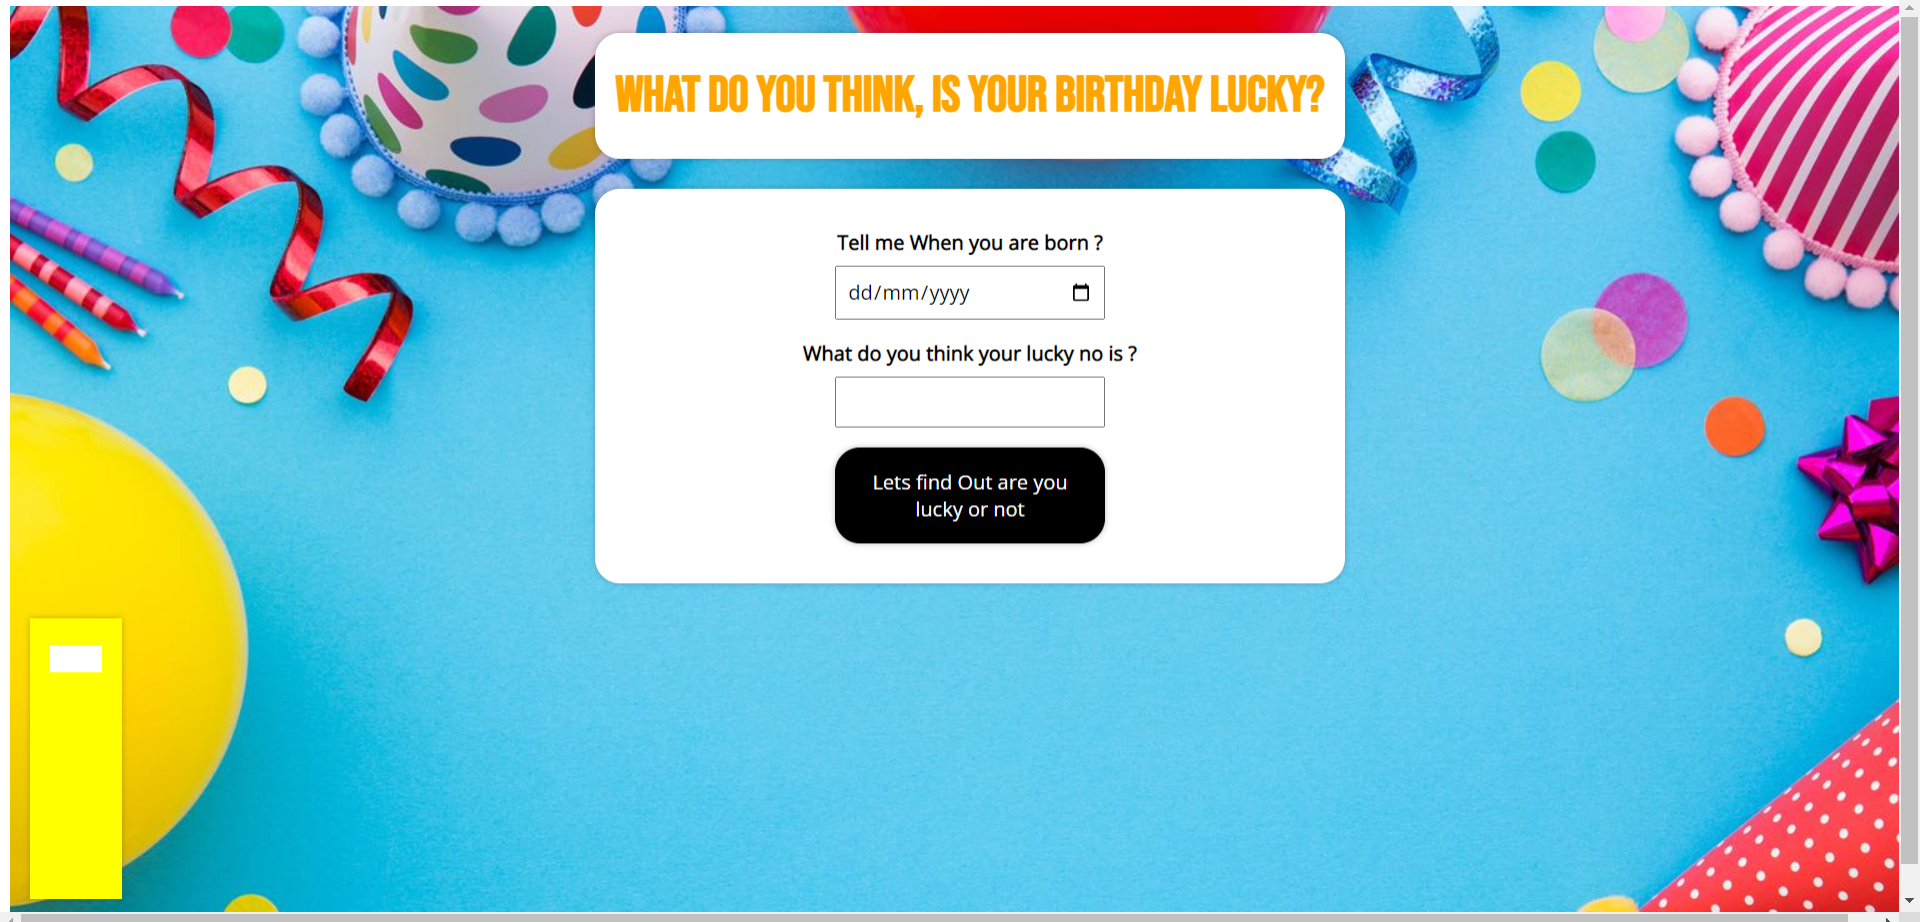 WHAT DO YOU THINK, IS YOUR BIRTHDAY LUCKY?
Tell me When you are born ?
dd/mm/yyyy
What do you think your lucky no is ?
Lets find Out are you
lucky or not